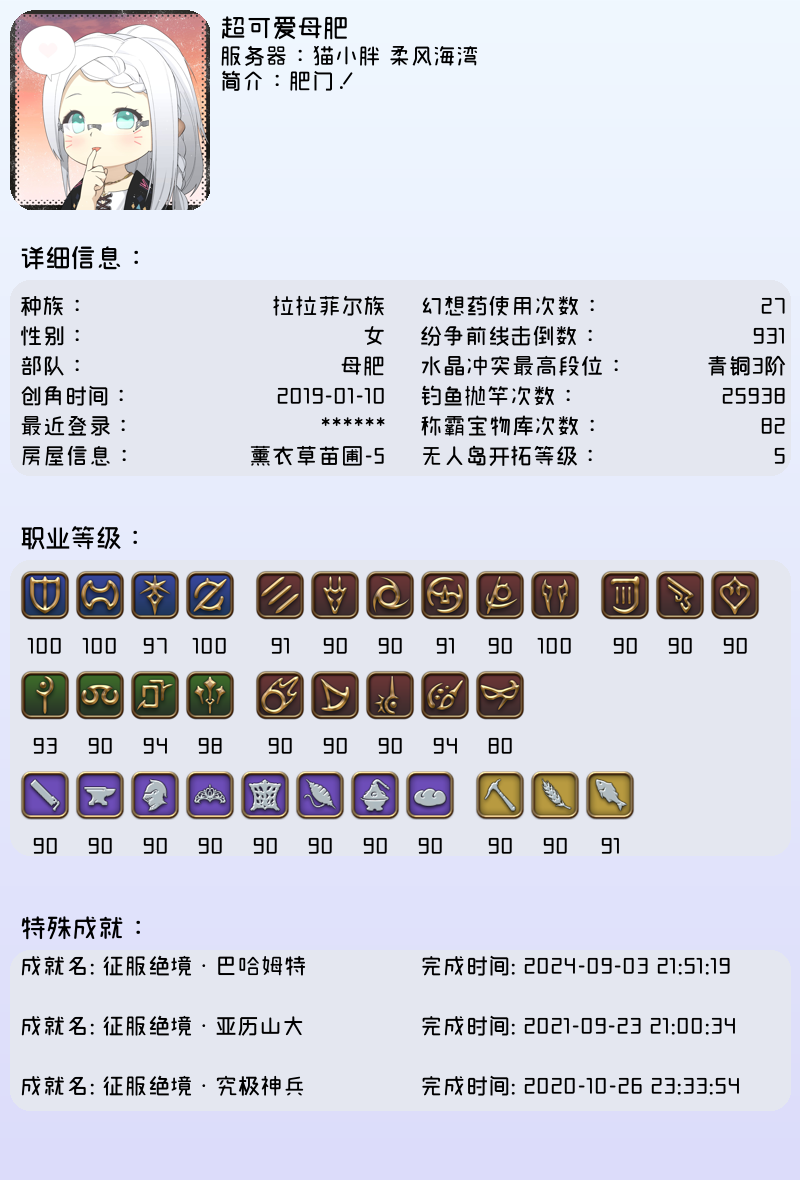 超可爱母肥
服务器：猫小胖 柔风海湾
简介：肥门！
详细信息：
种族： 拉拉菲尔族 幻想药使用次数： 27
性别： 女 纷争前线击倒数： 931
部队： 母肥 水晶冲突最高段位： 青铜3阶
创角时间： 2019-01-10 钓鱼抛竿次数： 25938
最近登录： ****** 称霸宝物库次数： 82
房屋信息： 薰衣草苗圃-5 无人岛开拓等级： 5
职业等级：
100 100 97 100 91 90 90 91 90 100 90 90 90
93 90 94 98 90 90 90 94 80
90 90 90 90 90 90 90 90 90 90 91
特殊成就：
成就名: 征服绝境·巴哈姆特 完成时间: 2024-09-03 21:51:19
成就名: 征服绝境·亚历山大 完成时间: 2021-09-23 21:00:34
成就名: 征服绝境·究极神兵 完成时间: 2020-10-26 23:33:54